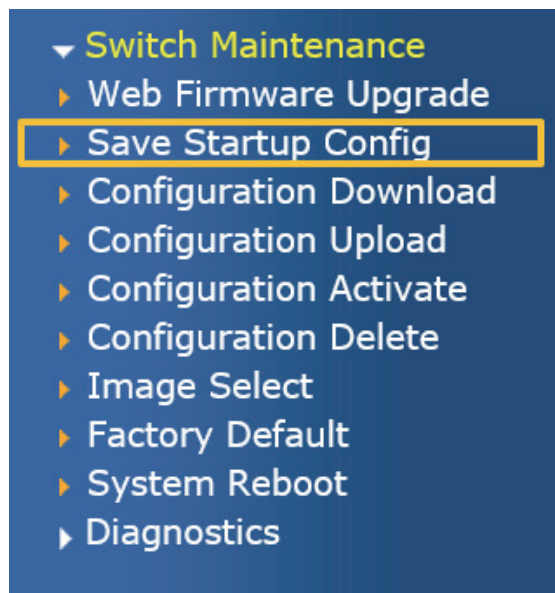 Switch Maintenance
Web Firmware Upgrade
Save Startup Config
Configuration Download
Configuration Upload
Configuration Activate
Configuration Delete
Image Select
Factory Default
System Reboot
Diagnostics